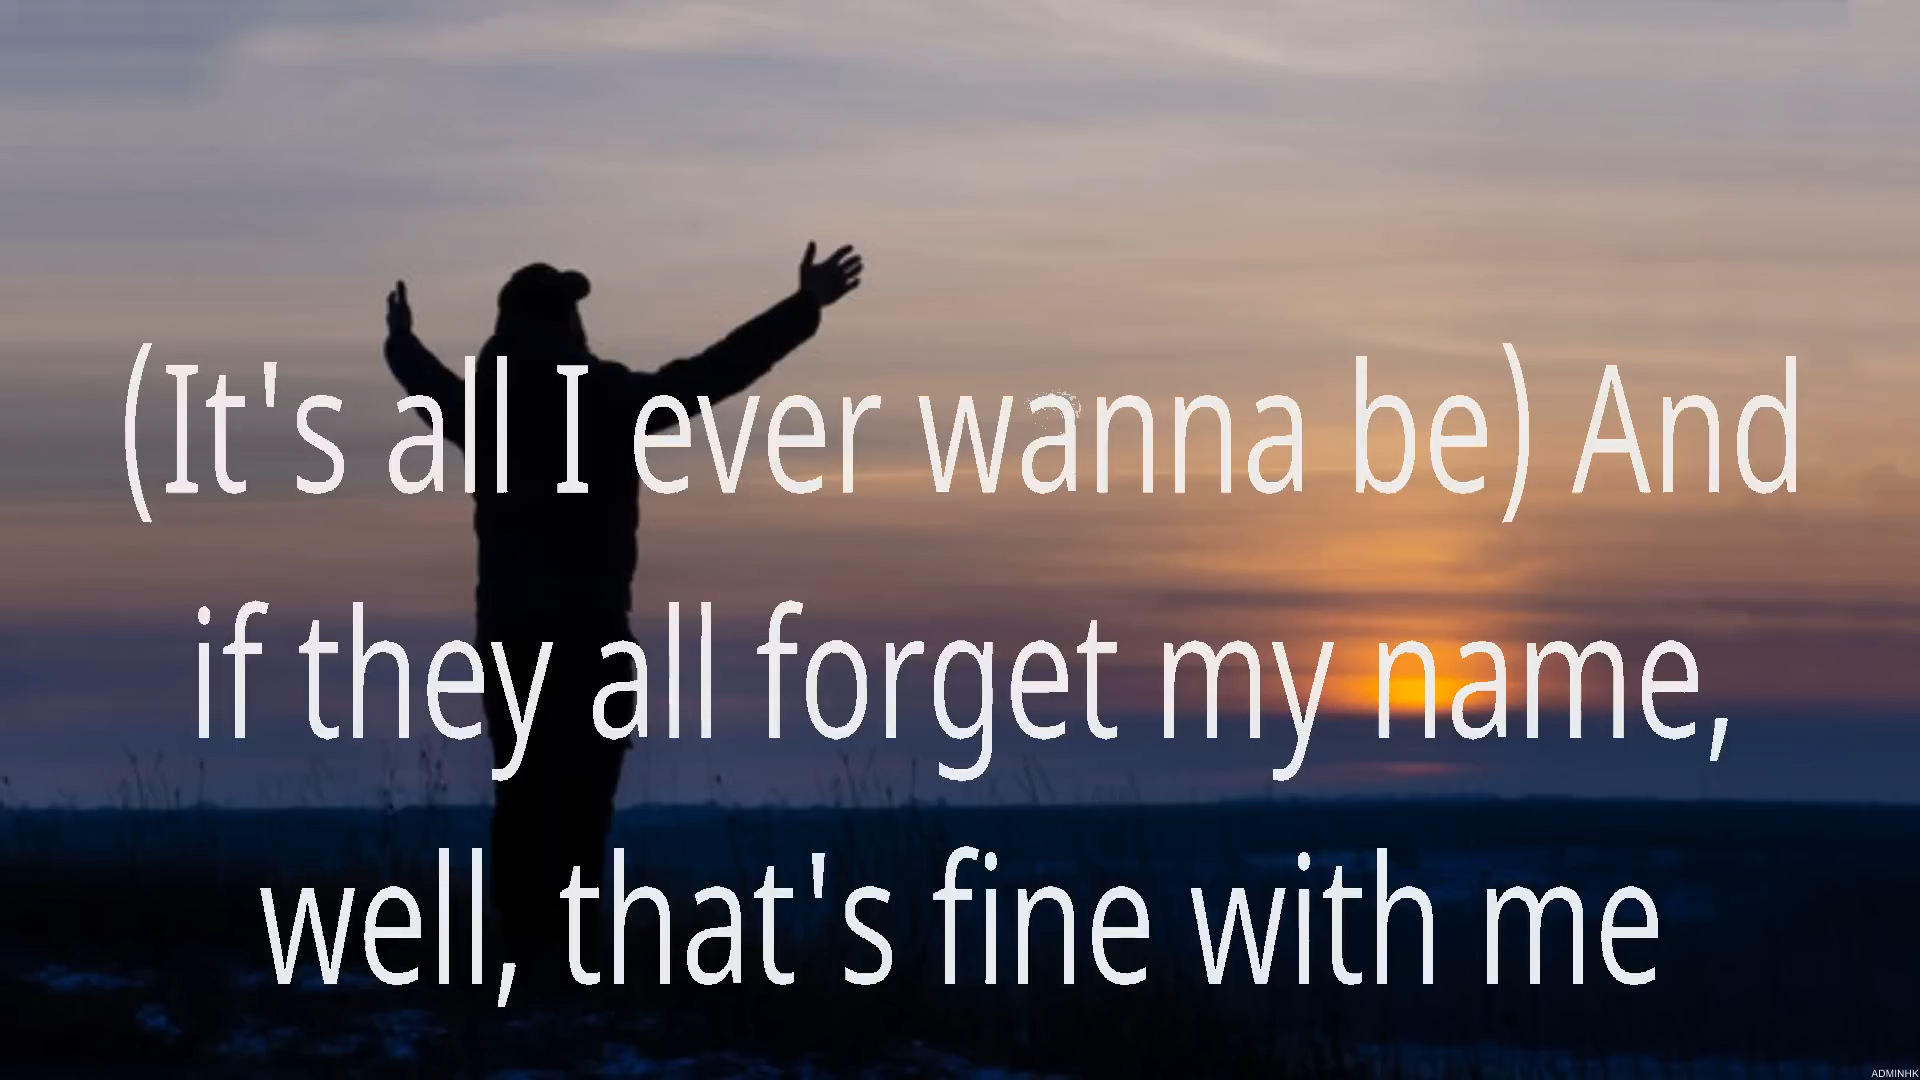 (It's all I ever wanna be) And
if they all forget my name,
well, that's fine with me
ADMINHK